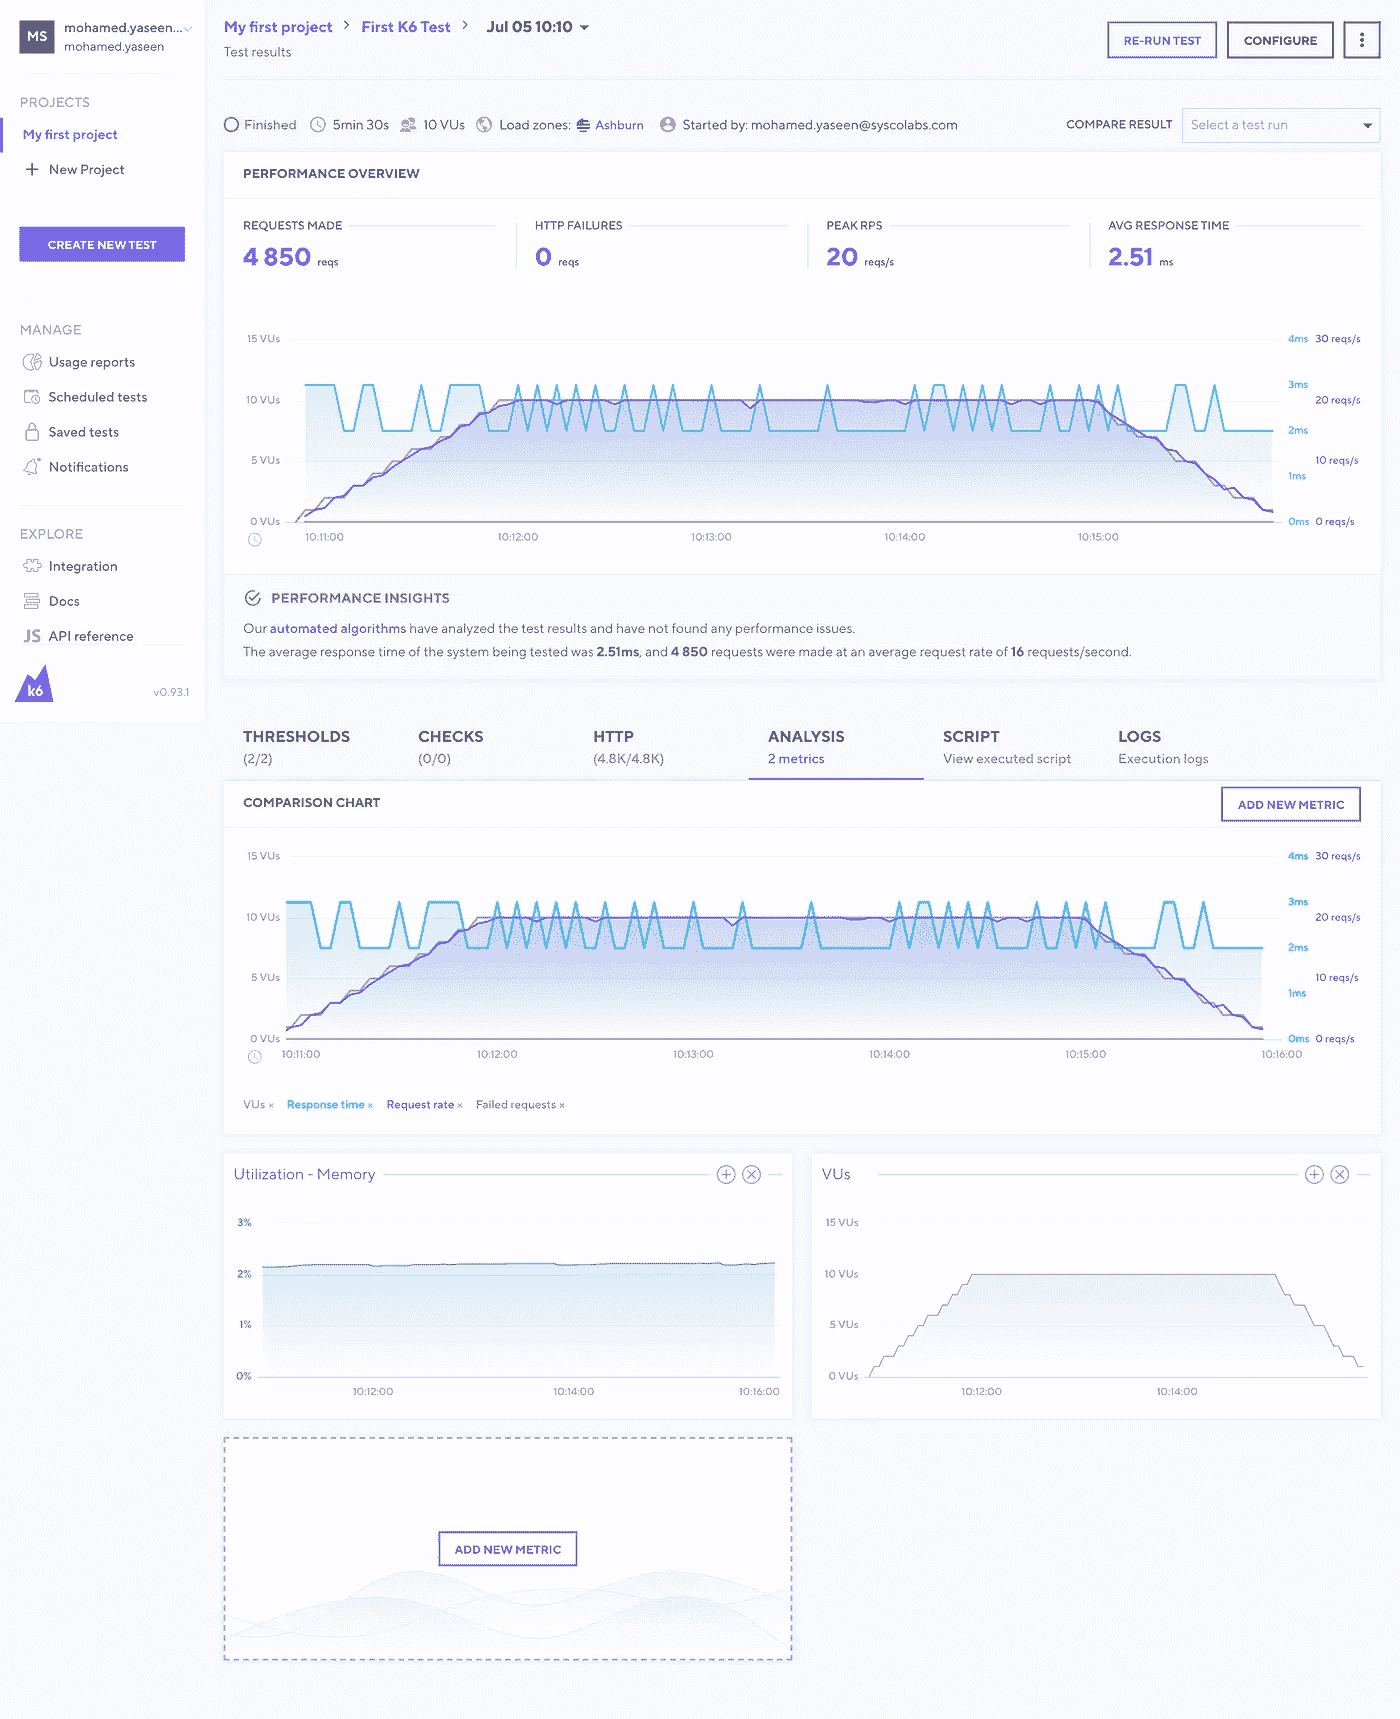 MS
mohamed.yaseen...
mohamed.yaseen
PROJECTS
My first project
New Project
CREATE NEW TEST
MANAGE
Usage reports
Scheduled tests
Saved tests
Notifications
EXPLORE
Integration
Docs
JS API reference
k6
v0.93.1
My first project > First K6 Test > Jul 05 10:10
Test results
RE-RUN TEST
CONFIGURE
Finished 5min 30s 10 VUs Load zones: Ashburn Started by: mohamed.yaseen@syscolabs.com
COMPARE RESULT Select a test run
PERFORMANCE OVERVIEW
REQUESTS MADE
4 850 reqs
HTTP FAILURES
0 reqs
PEAK RPS
20 reqs/s
AVG RESPONSE TIME
2.51 ms
15 VUs 4ms 30 reqs/s
3ms
10 VUs 20 reqs/s
2ms
5 VUs 10 reqs/s
1ms
0 VUs 0ms 0 reqs/s
10:11:00 10:12:00 10:13:00 10:14:00 10:15:00
PERFORMANCE INSIGHTS
Our automated algorithms have analyzed the test results and have not found any performance issues.
The average response time of the system being tested was 2.51ms, and 4 850 requests were made at an average request rate of 16 requests/second.
THRESHOLDS
(2/2)
CHECKS
(0/0)
HTTP
(4.8K/4.8K)
ANALYSIS
2 metrics
SCRIPT
View executed script
LOGS
Execution logs
COMPARISON CHART
ADD NEW METRIC
15 VUs 4ms 30 reqs/s
3ms
10 VUs 20 reqs/s
2ms
5 VUs 10 reqs/s
1ms
0 VUs 0ms 0 reqs/s
10:11:00 10:12:00 10:13:00 10:14:00 10:15:00 10:16:00
VUs × Response time × Request rate × Failed requests ×
Utilization - Memory
3%
2%
1%
0%
10:12:00 10:14:00 10:16:00
VUs
15 VUs
10 VUs
5 VUs
0 VUs
10:12:00 10:14:00
ADD NEW METRIC